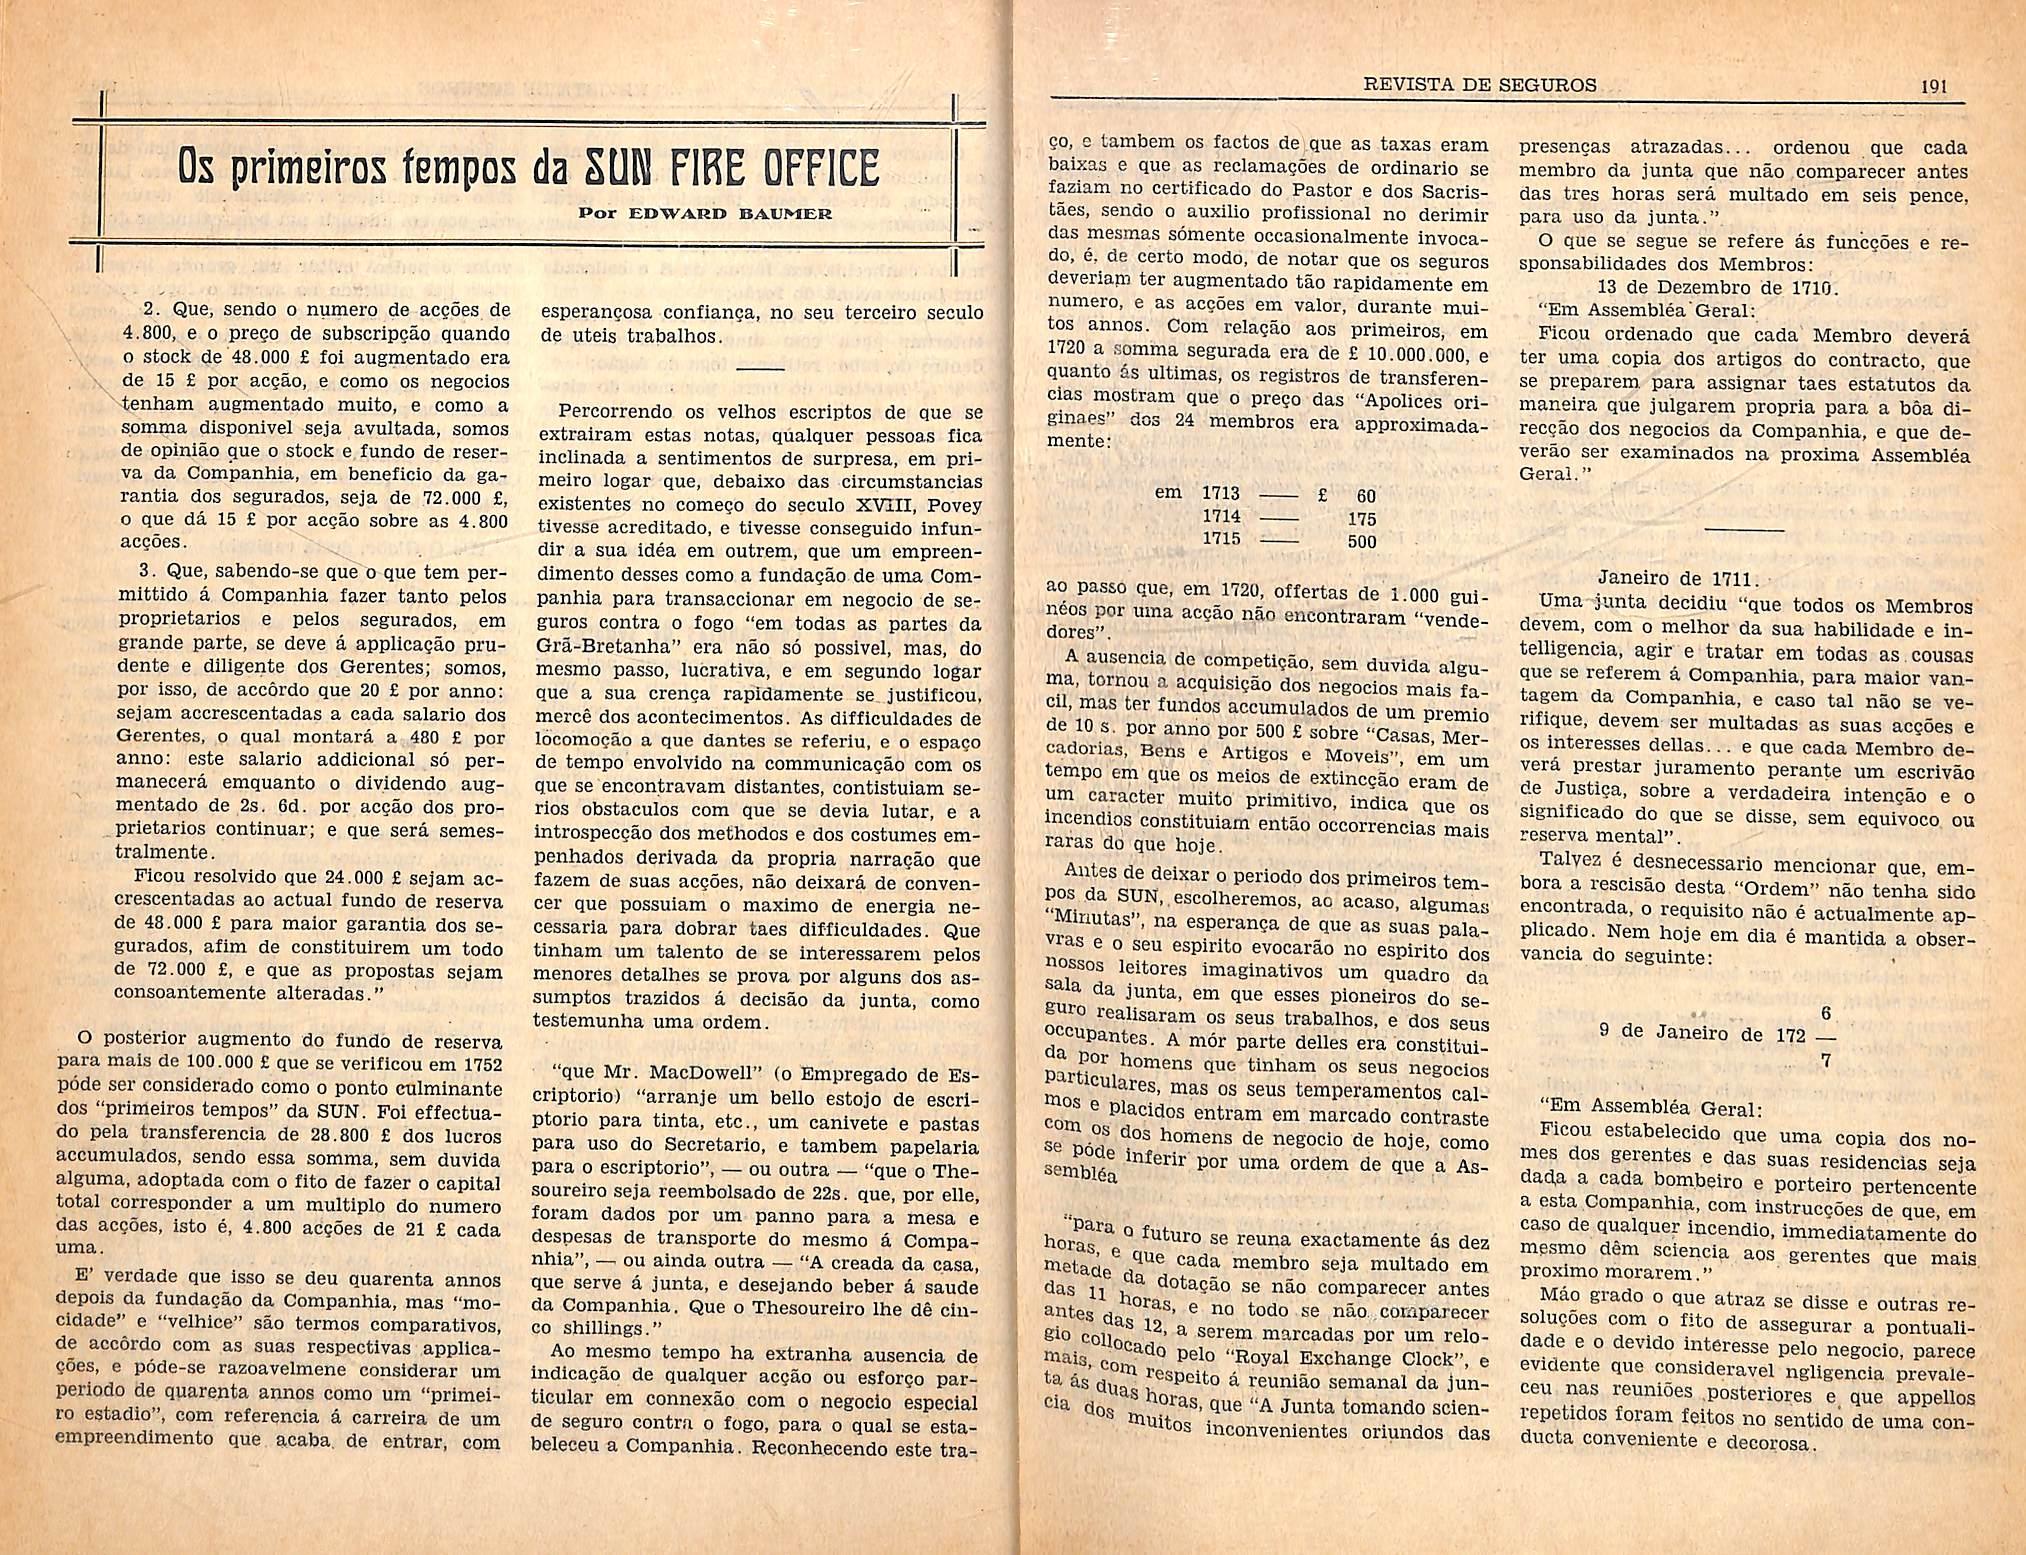 Os primeiros tempos da SUN FIRE OFFICE
Por EDWARD BAUMER
2. Que, sendo o numero de acções de
4.800, e o preço de subscripção quando
o stock de 48.000 £ foi augmentado era
de 15 £ por acção, e como os negocios
tenham augmentado muito, e como a
somma disponivel seja avultada, somos
de opinião que o stock e fundo de reser-
va da Companhia, em beneficio da ga-
rantia dos segurados, seja de 72.000 £,
o que dá 15 £ por acção sobre as 4.800
acções.
3. Que, sabendo-se que o que tem per-
mittido á Companhia fazer tanto pelos
proprietarios e pelos segurados, em
grande parte, se deve á applicação pru-
dente e diligente dos Gerentes; somos,
por isso, de accôrdo que 20 £ por anno:
sejam accrescentadas a cada salario dos
Gerentes, o qual montará a 480 £ por
anno: este salario addicional só per-
manecerá emquanto o dividendo aug-
mentado de 2s. 6d. por acção dos pro-
prietarios continuar; e que será semes-
tralmente.
Ficou resolvido que 24.000 £ sejam ac-
crescentadas ao actual fundo de reserva
de 48.000 £ para maior garantia dos se-
gurados, afim de constituirem um todo
de 72.000 £, e que as propostas sejam
consoantemente alteradas."
O posterior augmento do fundo de reserva
para mais de 100.000 £ que se verificou em 1752
póde ser considerado como o ponto culminante
dos "primeiros tempos" da SUN. Foi effectua-
do pela transferencia de 28.800 £ dos lucros
accumulados, sendo essa somma, sem duvida
alguma, adoptada com o fito de fazer o capital
total corresponder a um multiplo do numero
das acções, isto é, 4.800 acções de 21 £ cada
uma.
E' verdade que isso se deu quarenta annos
depois da fundação da Companhia, mas "mo-
cidade" e "velhice" são termos comparativos,
de accôrdo com as suas respectivas applica-
ções, e póde-se razoavelmene considerar um
periodo de quarenta annos como um "primei-
ro estadio", com referencia á carreira de um
empreendimento que acaba de entrar, com
esperançosa confiança, no seu terceiro seculo
de uteis trabalhos.
Percorrendo os velhos escriptos de que se
extrairam estas notas, qualquer pessoas fica
inclinada a sentimentos de surpresa, em pri-
meiro logar que, debaixo das circumstancias
existentes no começo do seculo XVIII, Povey
tivesse acreditado, e tivesse conseguido infun-
dir a sua idéa em outrem, que um empreen-
dimento desses como a fundação de uma Com-
panhia para transaccionar em negocio de se-
guros contra o fogo "em todas as partes da
Grã-Bretanha" era não só possivel, mas, do
mesmo passo, lucrativa, e em segundo logar
que a sua crença rapidamente se justificou,
mercê dos acontecimentos. As difficuldades de
locomoção a que dantes se referiu, e o espaço
de tempo envolvido na communicação com os
que se encontravam distantes, contistuiam se-
rios obstaculos com que se devia lutar, e a
introspecção dos methodos e dos costumes em-
penhados derivada da propria narração que
fazem de suas acções, não deixará de conven-
cer que possuiam o maximo de energia ne-
cessaria para dobrar taes difficuldades. Que
tinham um talento de se interessarem pelos
menores detalhes se prova por alguns dos as-
sumptos trazidos á decisão da junta, como
testemunha uma ordem.
"que Mr. MacDowell" (o Empregado de Es-
criptorio) "arranje um bello estojo de escri-
ptorio para tinta, etc., um canivete e pastas
para uso do Secretario, e tambem papelaria
para o escriptorio", — ou outra — "que o The-
soureiro seja reembolsado de 22s. que, por elle,
foram dados por um panno para a mesa e
despesas de transporte do mesmo á Compa-
nhia", — ou ainda outra — "A creada da casa,
que serve á junta, e desejando beber á saude
da Companhia. Que o Thesoureiro lhe dê cin-
co shillings."
Ao mesmo tempo ha extranha ausencia de
indicação de qualquer acção ou esforço par-
ticular em connexão com o negocio especial
de seguro contra o fogo, para o qual se esta-
beleceu a Companhia. Reconhecendo este tra-
REVISTA DE SEGUROS 191
ço, e tambem os factos de que as taxas eram
baixas e que as reclamações de ordinario se
faziam no certificado do Pastor e dos Sacris-
tães, sendo o auxilio profissional no derimir
das mesmas sómente occasionalmente invoca-
do, é, de certo modo, de notar que os seguros
deveriam ter augmentado tão rapidamente em
numero, e as acções em valor, durante mui-
tos annos. Com relação aos primeiros, em
1720 a somma segurada era de £ 10.000.000, e
quanto ás ultimas, os registros de transferen-
cias mostram que o preço das "Apolices ori-
ginaes" dos 24 membros era approximada-
mente:
em 1713 —— £ 60
1714 —— 175
1715 —— 500
ao passo que, em 1720, offertas de 1.000 gui-
néos por uma acção não encontraram "vende-
dores".
A ausencia de competição, sem duvida algu-
ma, tornou a acquisição dos negocios mais fa-
cil, mas ter fundos accumulados de um premio
de 10 s. por anno por 500 £ sobre "Casas, Mer-
cadorias, Bens e Artigos e Moveis", em um
tempo em que os meios de extincção eram de
um caracter muito primitivo, indica que os
incendios constituiam então occorrencias mais
raras do que hoje.
Antes de deixar o periodo dos primeiros tem-
pos da SUN, escolheremos, ao acaso, algumas
"Minutas", na esperança de que as suas pala-
vras e o seu espirito evocarão no espirito dos
nossos leitores imaginativos um quadro da
sala da junta, em que esses pioneiros do se-
guro realisaram os seus trabalhos, e dos seus
occupantes. A mór parte delles era constitui-
da por homens que tinham os seus negocios
particulares, mas os seus temperamentos cal-
mos e placidos entram em marcado contraste
com os dos homens de negocio de hoje, como
se póde inferir por uma ordem de que a As-
sembléa
"para o futuro se reuna exactamente ás dez
horas, e que cada membro seja multado em
metade da dotação se não comparecer antes
das 11 horas, e no todo se não comparecer
antes das 12, a serem marcadas por um relo-
gio collocado pelo "Royal Exchange Clock", e
mais, com respeito á reunião semanal da jun-
ta ás duas horas, que "A Junta tomando scien-
cia dos muitos inconvenientes oriundos das
presenças atrazadas... ordenou que cada
membro da junta que não comparecer antes
das tres horas será multado em seis pence,
para uso da junta."
O que se segue se refere ás funcções e re-
sponsabilidades dos Membros:
13 de Dezembro de 1710.
"Em Assembléa Geral:
Ficou ordenado que cada Membro deverá
ter uma copia dos artigos do contracto, que
se preparem para assignar taes estatutos da
maneira que julgarem propria para a bôa di-
recção dos negocios da Companhia, e que de-
verão ser examinados na proxima Assembléa
Geral."
Janeiro de 1711.
Uma junta decidiu "que todos os Membros
devem, com o melhor da sua habilidade e in-
telligencia, agir e tratar em todas as cousas
que se referem á Companhia, para maior van-
tagem da Companhia, e caso tal não se ve-
rifique, devem ser multadas as suas acções e
os interesses dellas... e que cada Membro de-
verá prestar juramento perante um escrivão
de Justiça, sobre a verdadeira intenção e o
significado do que se disse, sem equivoco ou
reserva mental".
Talvez é desnecessario mencionar que, em-
bora a rescisão desta "Ordem" não tenha sido
encontrada, o requisito não é actualmente ap-
plicado. Nem hoje em dia é mantida a obser-
vancia do seguinte:
6
9 de Janeiro de 172 —
7
"Em Assembléa Geral:
Ficou estabelecido que uma copia dos no-
mes dos gerentes e das suas residencias seja
dada a cada bombeiro e porteiro pertencente
a esta Companhia, com instrucções de que, em
caso de qualquer incendio, immediatamente do
mesmo dêm sciencia aos gerentes que mais
proximo morarem."
Máo grado o que atraz se disse e outras re-
soluções com o fito de assegurar a pontuali-
dade e o devido interesse pelo negocio, parece
evidente que consideravel ngligencia prevale-
ceu nas reuniões posteriores e que appellos
repetidos foram feitos no sentido de uma con-
ducta conveniente e decorosa.